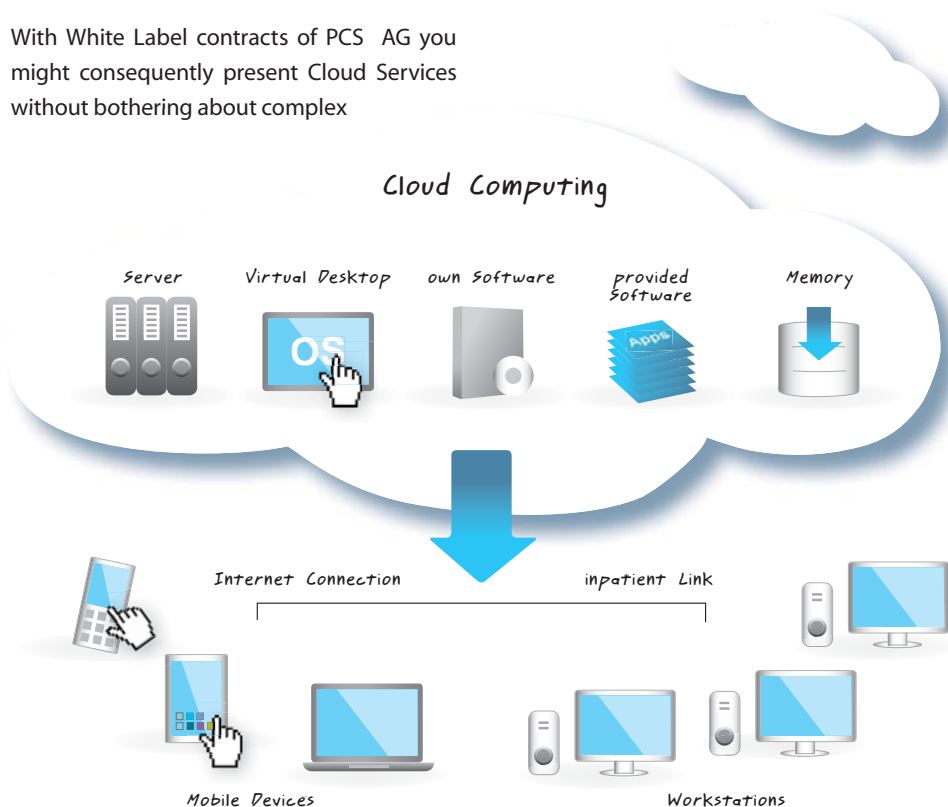 With White Label contracts of PCS AG you
might consequently present Cloud Services
without bothering about complex
Cloud Computing
Server
Virtual Desktop
own Software
provided
Software
Memory
OS
Apps
Internet Connection
inpatient Link
Mobile Devices
Workstations